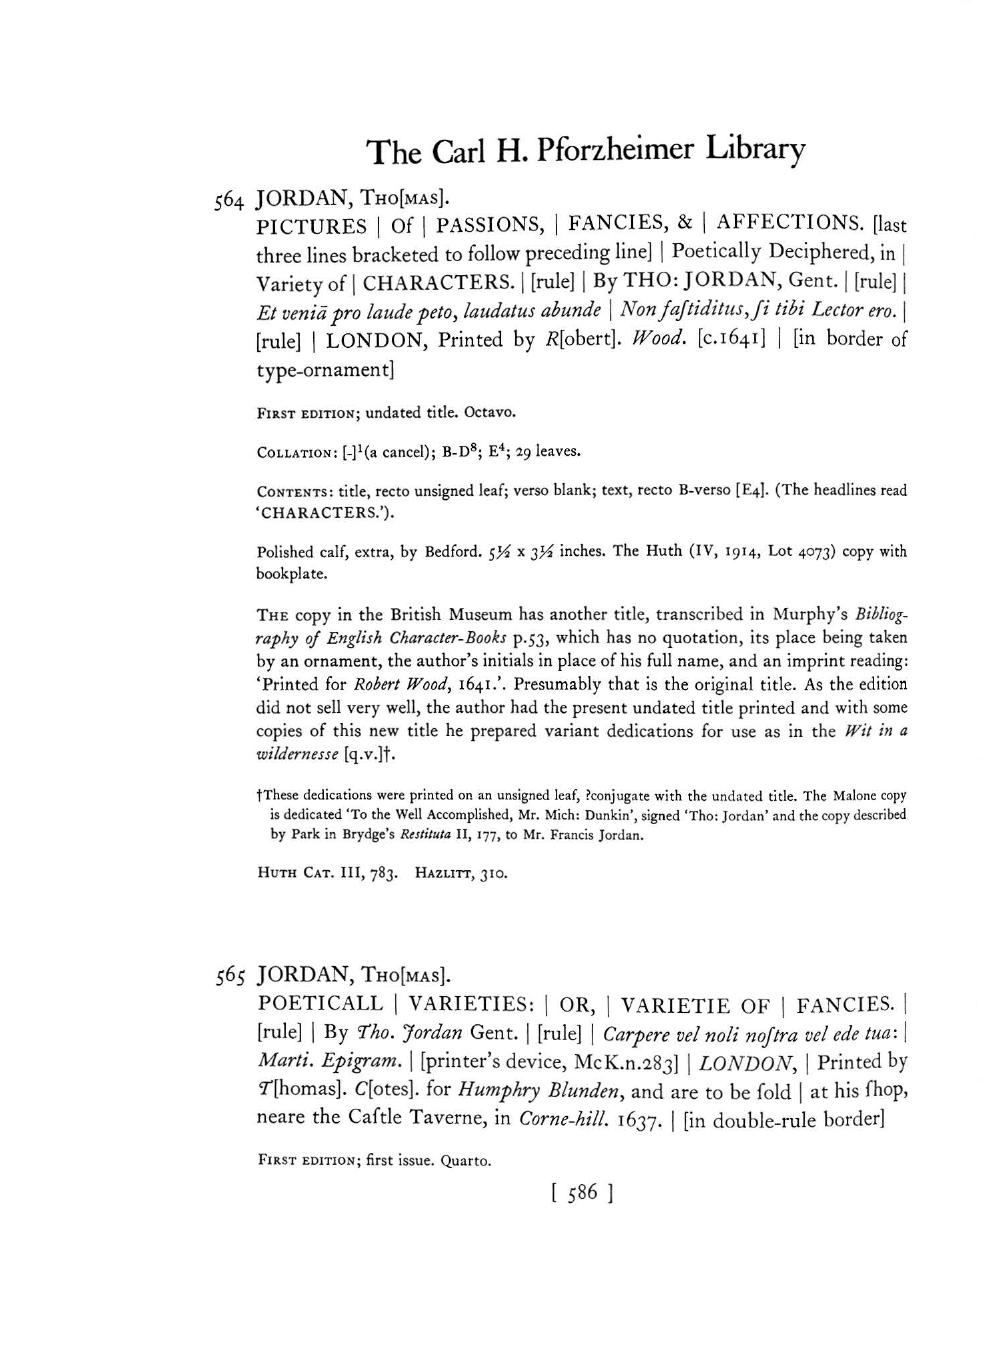 The Carl H. Pforzheimer Library
564 JORDAN, THO[MAS].
PICTURES | Of | PASSIONS, | FANCIES, & | AFFECTIONS. [last
three lines bracketed to follow preceding line] | Poetically Deciphered, in |
Variety of | CHARACTERS. | [rule] | By THO: JORDAN, Gent. | [rule] |
Et veniā pro laude peto, laudatus abunde | Non faſtiditus, ſi tibi Lector ero. |
[rule] | LONDON, Printed by R[obert]. Wood. [c.1641] | [in border of
type-ornament]
FIRST EDITION; undated title. Octavo.
COLLATION: [-]¹(a cancel); B-D⁸; E⁴; 29 leaves.
CONTENTS: title, recto unsigned leaf; verso blank; text, recto B-verso [E4]. (The headlines read
‘CHARACTERS.’).
Polished calf, extra, by Bedford. 5½ x 3½ inches. The Huth (IV, 1914, Lot 4073) copy with
bookplate.
THE copy in the British Museum has another title, transcribed in Murphy’s Bibliog-
raphy of English Character-Books p.53, which has no quotation, its place being taken
by an ornament, the author’s initials in place of his full name, and an imprint reading:
‘Printed for Robert Wood, 1641.’. Presumably that is the original title. As the edition
did not sell very well, the author had the present undated title printed and with some
copies of this new title he prepared variant dedications for use as in the Wit in a
wildernesse [q.v.]†.
†These dedications were printed on an unsigned leaf, ?conjugate with the undated title. The Malone copy
is dedicated ‘To the Well Accomplished, Mr. Mich: Dunkin’, signed ‘Tho: Jordan’ and the copy described
by Park in Brydge’s Restituta II, 177, to Mr. Francis Jordan.
HUTH CAT. III, 783. HAZLITT, 310.
565 JORDAN, THO[MAS].
POETICALL | VARIETIES: | OR, | VARIETIE OF | FANCIES. |
[rule] | By Tho. Jordan Gent. | [rule] | Carpere vel noli noſtra vel ede tua: |
Marti. Epigram. | [printer’s device, McK.n.283] | LONDON, | Printed by
T[homas]. C[otes]. for Humphry Blunden, and are to be ſold | at his ſhop,
neare the Caſtle Taverne, in Corne-hill. 1637. | [in double-rule border]
FIRST EDITION; first issue. Quarto.
[ 586 ]